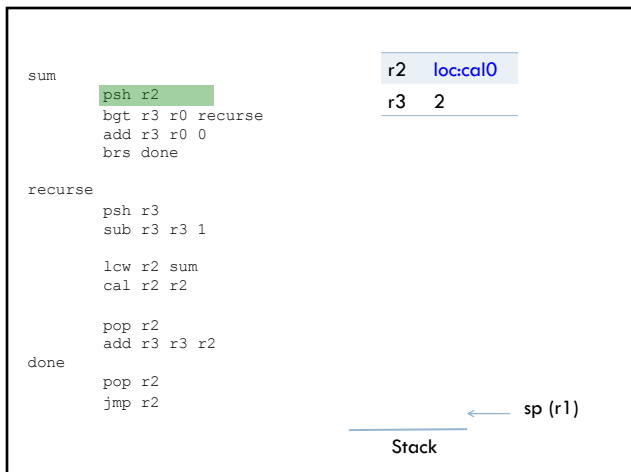 sum
psh r2
bgt r3 r0 recurse
add r3 r0 0
brs done
recurse
psh r3
sub r3 r3 1
lcw r2 sum
cal r2 r2
pop r2
add r3 r3 r2
done
pop r2
jmp r2
r2 loc:cal0
r3 2
sp (r1)
Stack